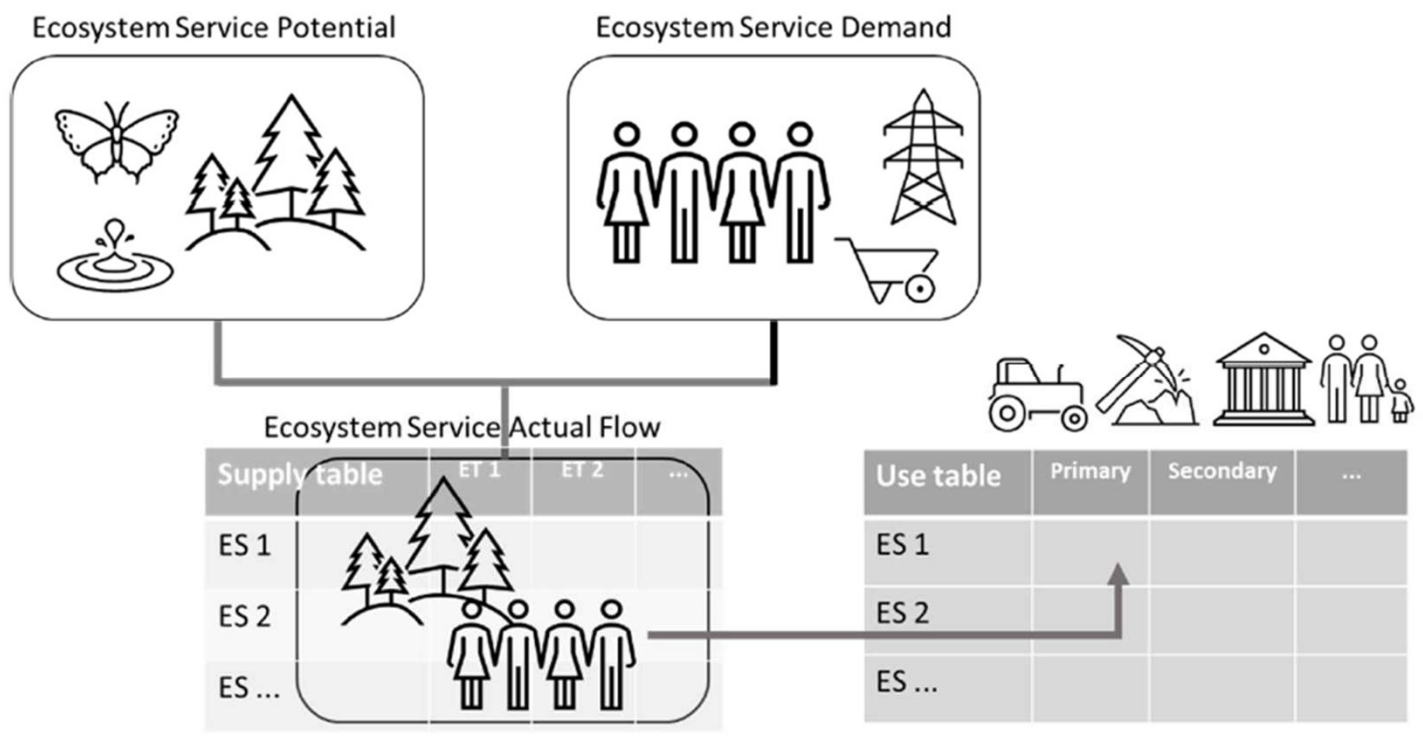 Ecosystem Service Potential
Ecosystem Service Demand
Ecosystem Service Actual Flow
Supply table ET 1 ET 2 ...
ES 1
ES 2
ES ...
Use table Primary Secondary ...
ES 1
ES 2
ES ...